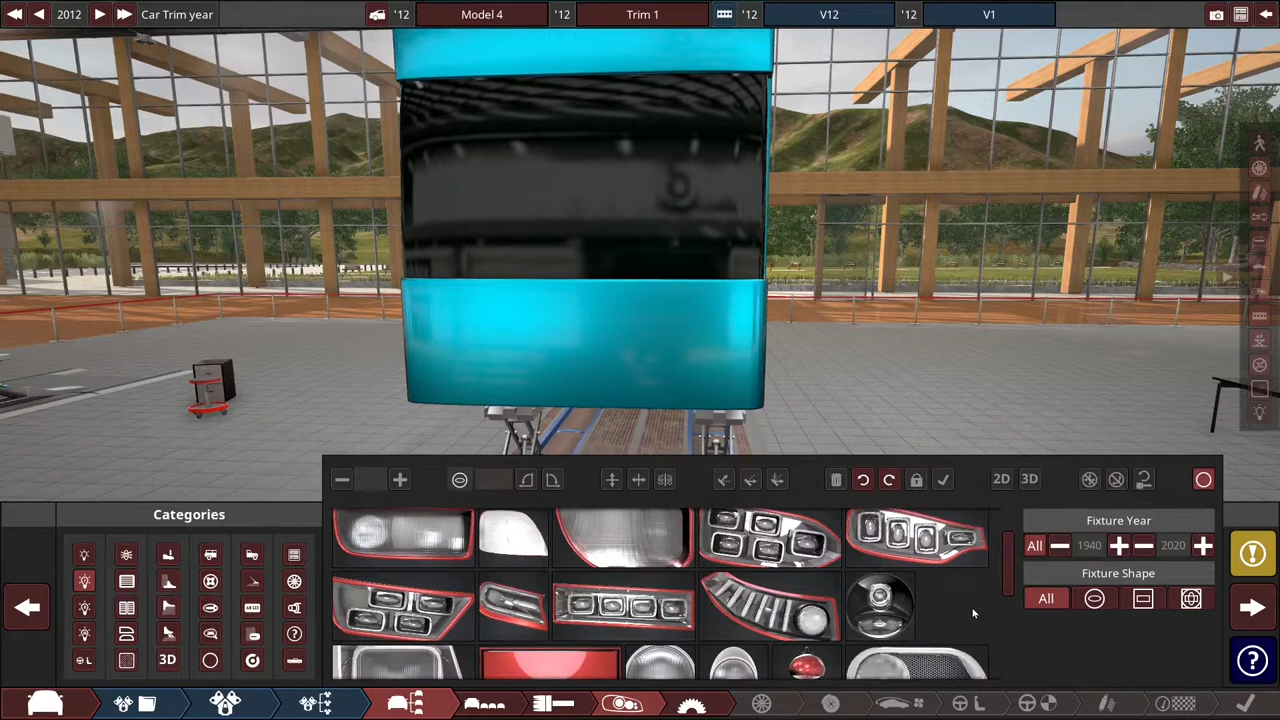 2012 Car Trim year '12 Model 4 '12 Trim 1 '12 V12 '12 V1
Categories
L
3D
2D 3D
Fixture Year
All 1940 2020
Fixture Shape
All